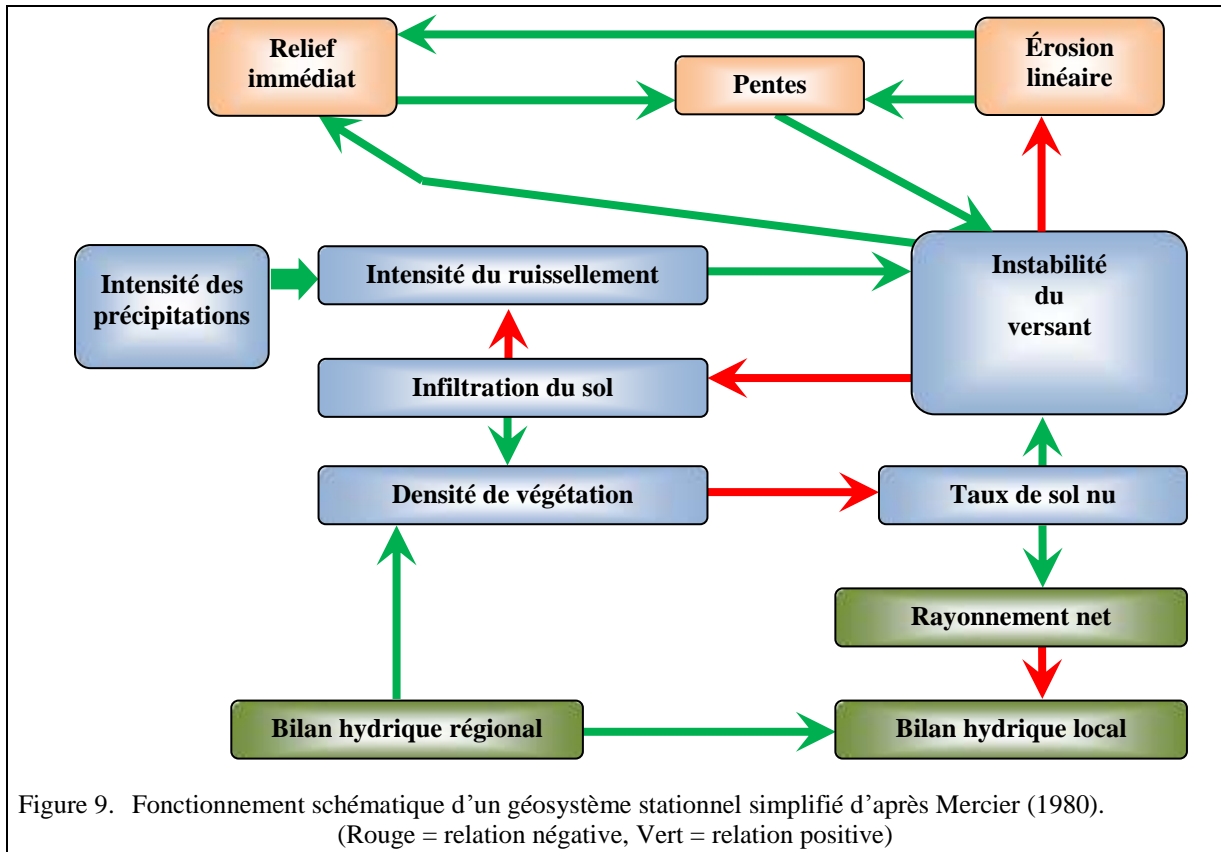 Relief
immédiat
Pentes
Érosion
linéaire
Intensité des
précipitations
Intensité du ruissellement
Instabilité
du
versant
Infiltration du sol
Densité de végétation
Taux de sol nu
Rayonnement net
Bilan hydrique régional
Bilan hydrique local
Figure 9. Fonctionnement schématique d’un géosystème stationnel simplifié d’après Mercier (1980).
(Rouge = relation négative, Vert = relation positive)